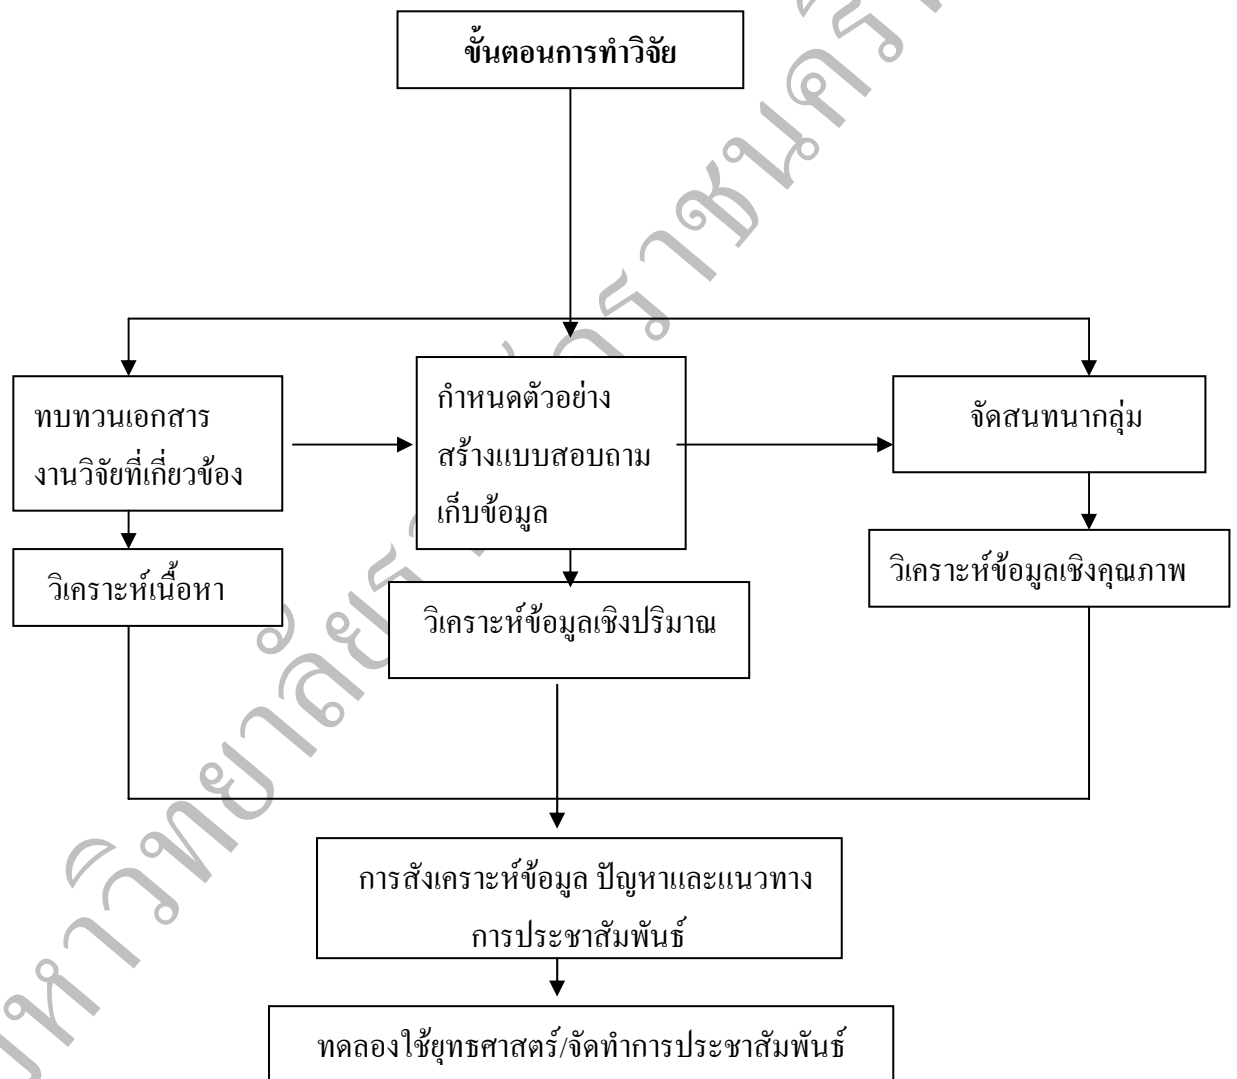 ขั้นตอนการทำวิจัย
ทบทวนเอกสาร
งานวิจัยที่เกี่ยวข้อง
กำหนดตัวอย่าง
สร้างแบบสอบถาม
เก็บข้อมูล
จัดสนทนากลุ่ม
วิเคราะห์เนื้อหา
วิเคราะห์ข้อมูลเชิงปริมาณ
วิเคราะห์ข้อมูลเชิงคุณภาพ
การสังเคราะห์ข้อมูล ปัญหาและแนวทาง
การประชาสัมพันธ์
ทดลองใช้ยุทธศาสตร์/จัดทำการประชาสัมพันธ์